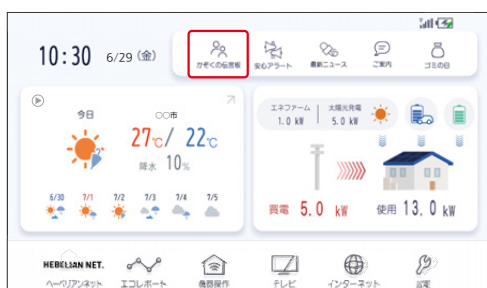 10:30 6/29 (金)
かぞくの伝言板 安心アラート 最新ニュース ご案内 ゴミの日
今日
○○市
27℃/ 22℃
降水 10%
6/30 7/1 7/2 7/3 7/4 7/5
エネファーム 太陽光発電
1.0 kW 5.0 kW
買電 5.0 kW 使用 13.0 kW
HEBELIAN NET.
ヘーベリアンネット エコレポート 機器操作 テレビ インターネット 設定